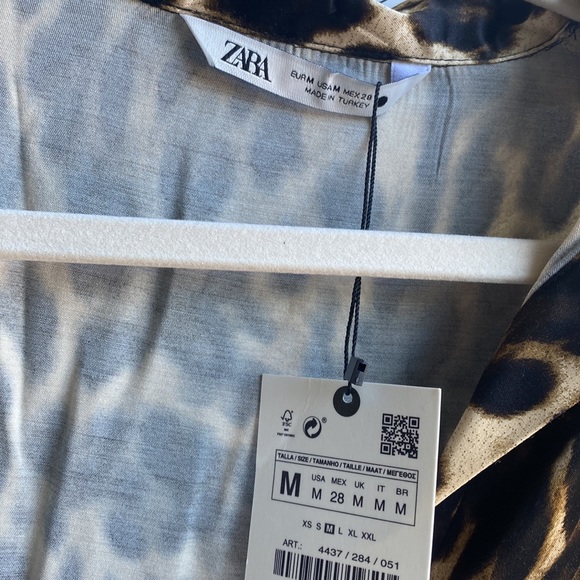 ZARA
EUR M USA M MEX 28
MADE IN TURKEY
TALLA / SIZE / TAMANHO / TAILLE / MAAT / ΜΕΓΕΘΟΣ
M
USA MEX UK IT BR
M 28 M M M
XS S M L XL XXL
ART.: 4437 / 284 / 051